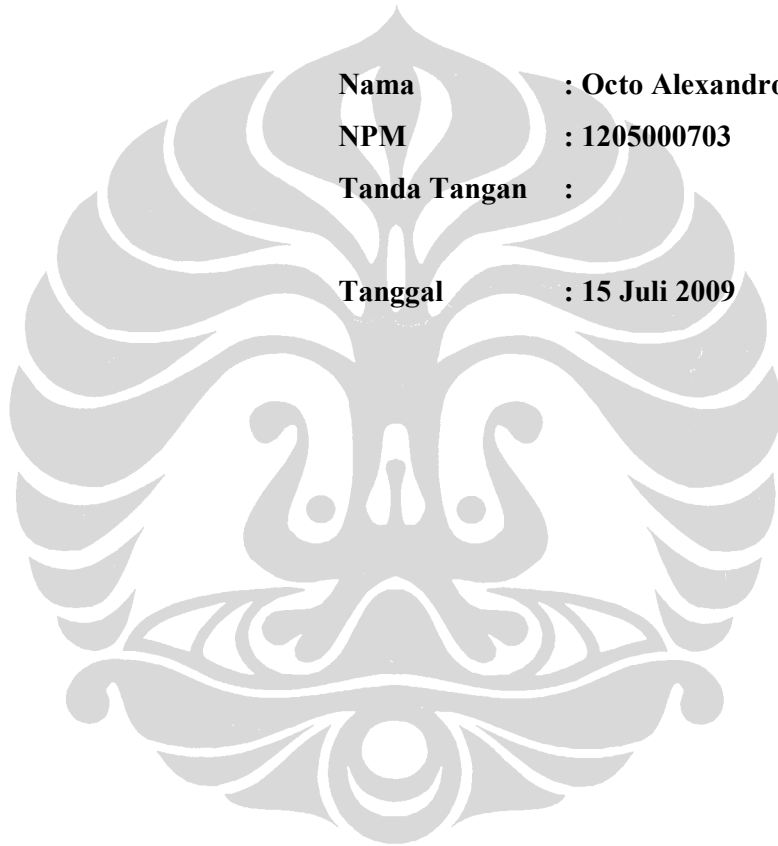 Nama : Octo Alexandro
NPM : 1205000703
Tanda Tangan :
Tanggal : 15 Juli 2009